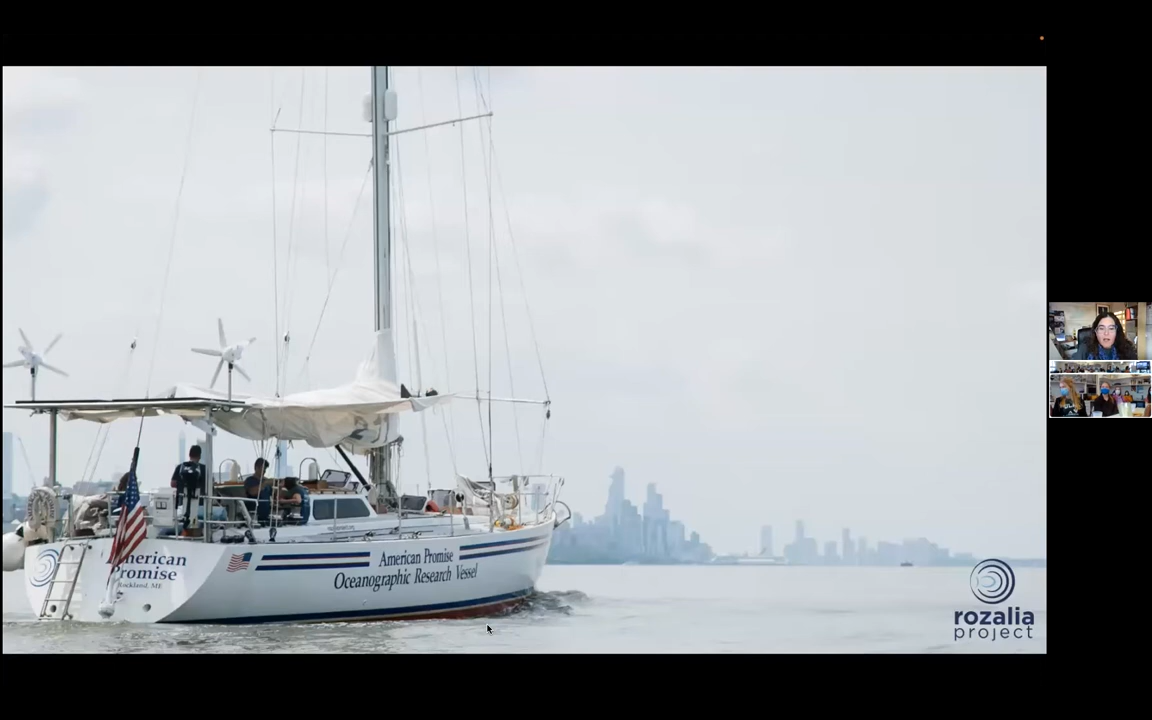 American
Promise
Rockland, ME
American Promise
Oceanographic Research Vessel
rozalia
project